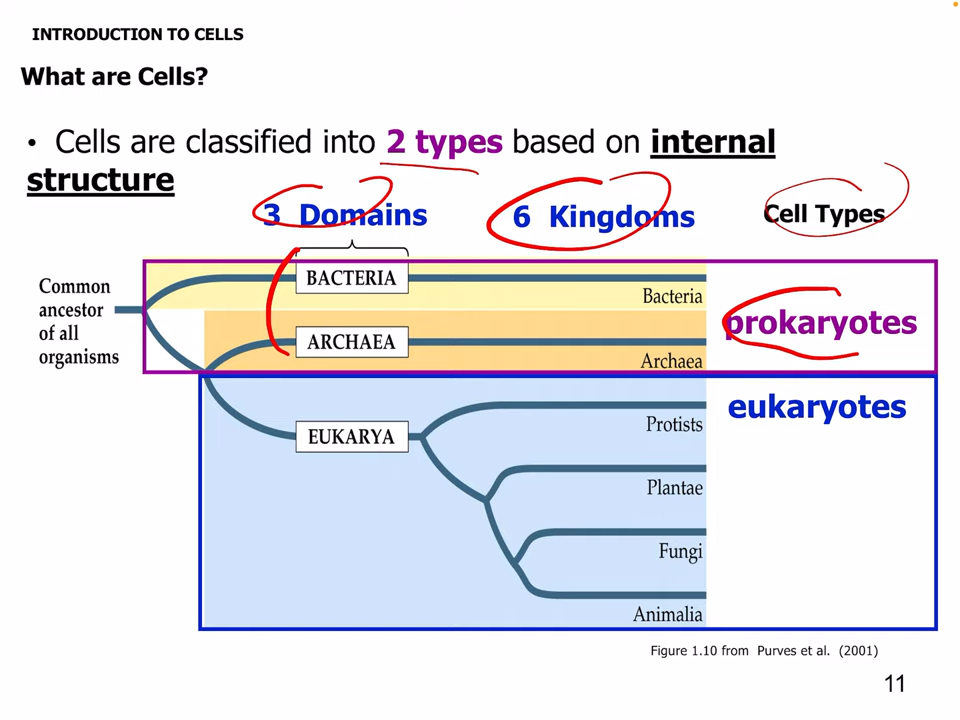 INTRODUCTION TO CELLS
What are Cells?
• Cells are classified into 2 types based on internal
structure
3 Domains 6 Kingdoms Cell Types
Common
ancestor
of all
organisms
BACTERIA
Bacteria
ARCHAEA
Archaea
prokaryotes
EUKARYA
eukaryotes
Protists
Plantae
Fungi
Animalia
Figure 1.10 from Purves et al. (2001)
11